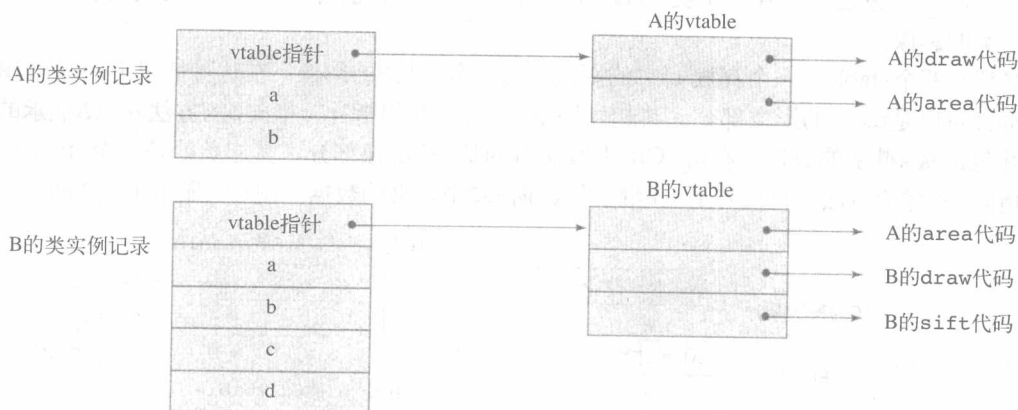 A的vtable
A的类实例记录
vtable指针
a
b
A的draw代码
A的area代码
B的vtable
B的类实例记录
vtable指针
a
b
c
d
A的area代码
B的draw代码
B的sift代码